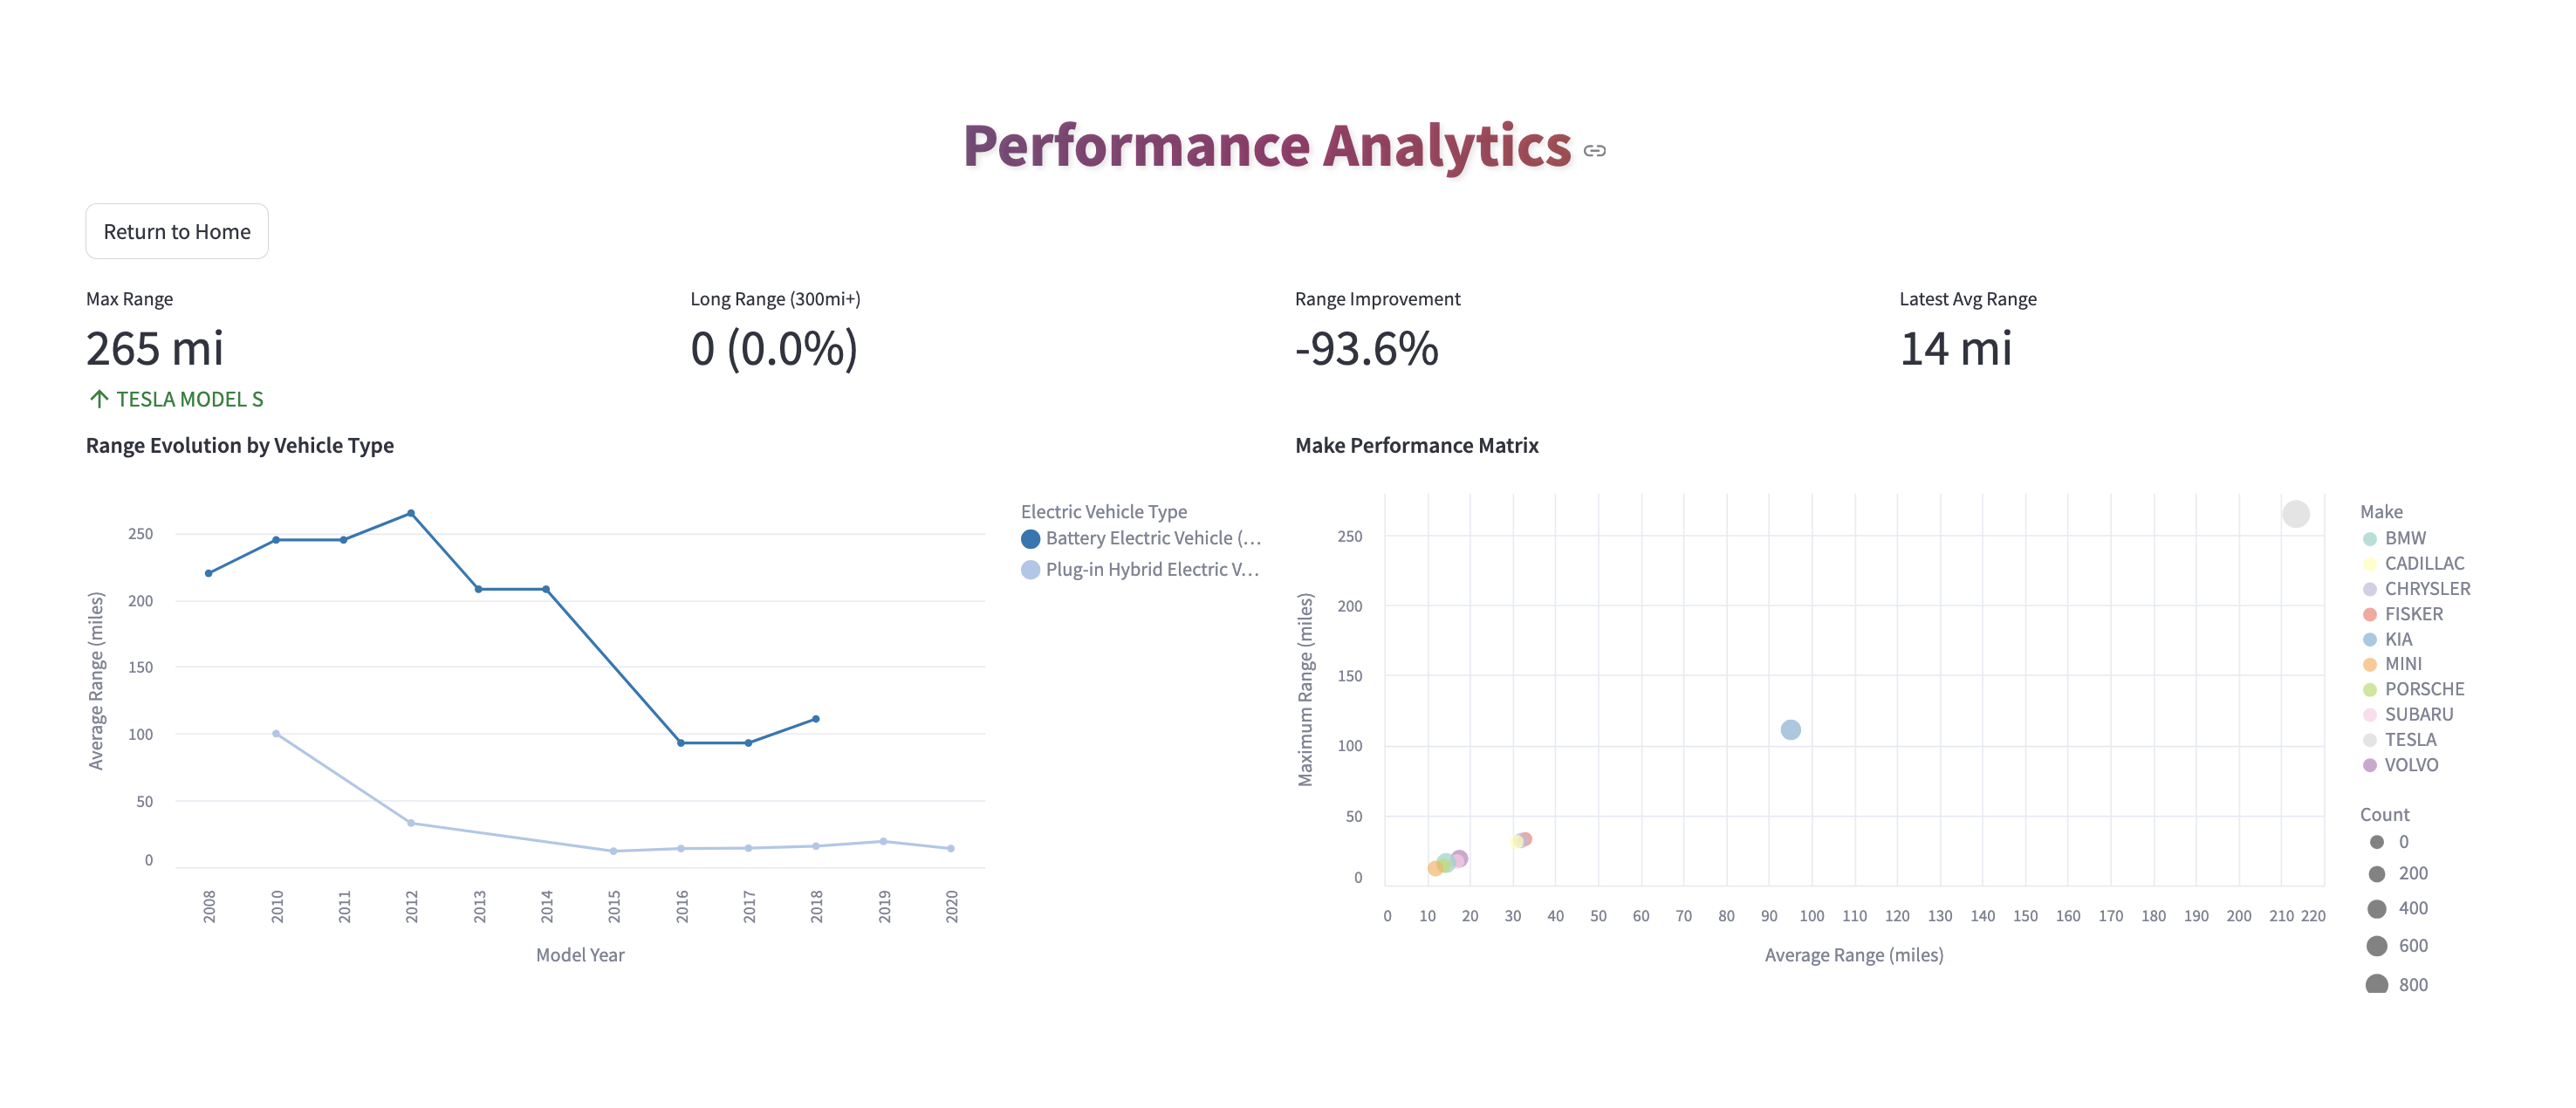 Performance Analytics
Return to Home
Max Range
265 mi
TESLA MODEL S
Long Range (300mi+)
0 (0.0%)
Range Improvement
-93.6%
Latest Avg Range
14 mi
Range Evolution by Vehicle Type
Average Range (miles)
250
200
150
100
50
0
2008
2010
2011
2012
2013
2014
2015
2016
2017
2018
2019
2020
Model Year
Electric Vehicle Type
Battery Electric Vehicle (…
Plug-in Hybrid Electric V…
Make Performance Matrix
Maximum Range (miles)
250
200
150
100
50
0
0 10 20 30 40 50 60 70 80 90 100 110 120 130 140 150 160 170 180 190 200 210 220
Average Range (miles)
Make
BMW
CADILLAC
CHRYSLER
FISKER
KIA
MINI
PORSCHE
SUBARU
TESLA
VOLVO
Count
0
200
400
600
800